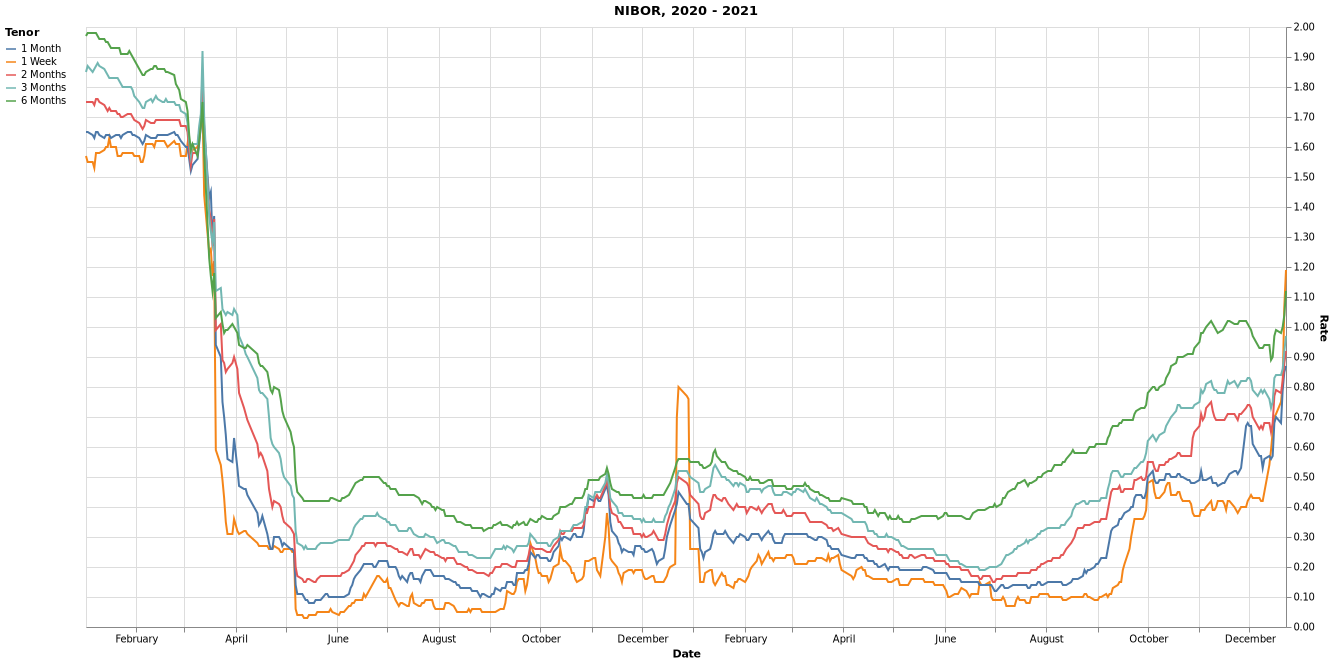 NIBOR, 2020 - 2021
Tenor
1 Month
1 Week
2 Months
3 Months
6 Months
2.00
1.90
1.80
1.70
1.60
1.50
1.40
1.30
1.20
1.10
1.00
0.90
0.80
0.70
0.60
0.50
0.40
0.30
0.20
0.10
0.00
Rate
February April June August October December February April June August October December
Date